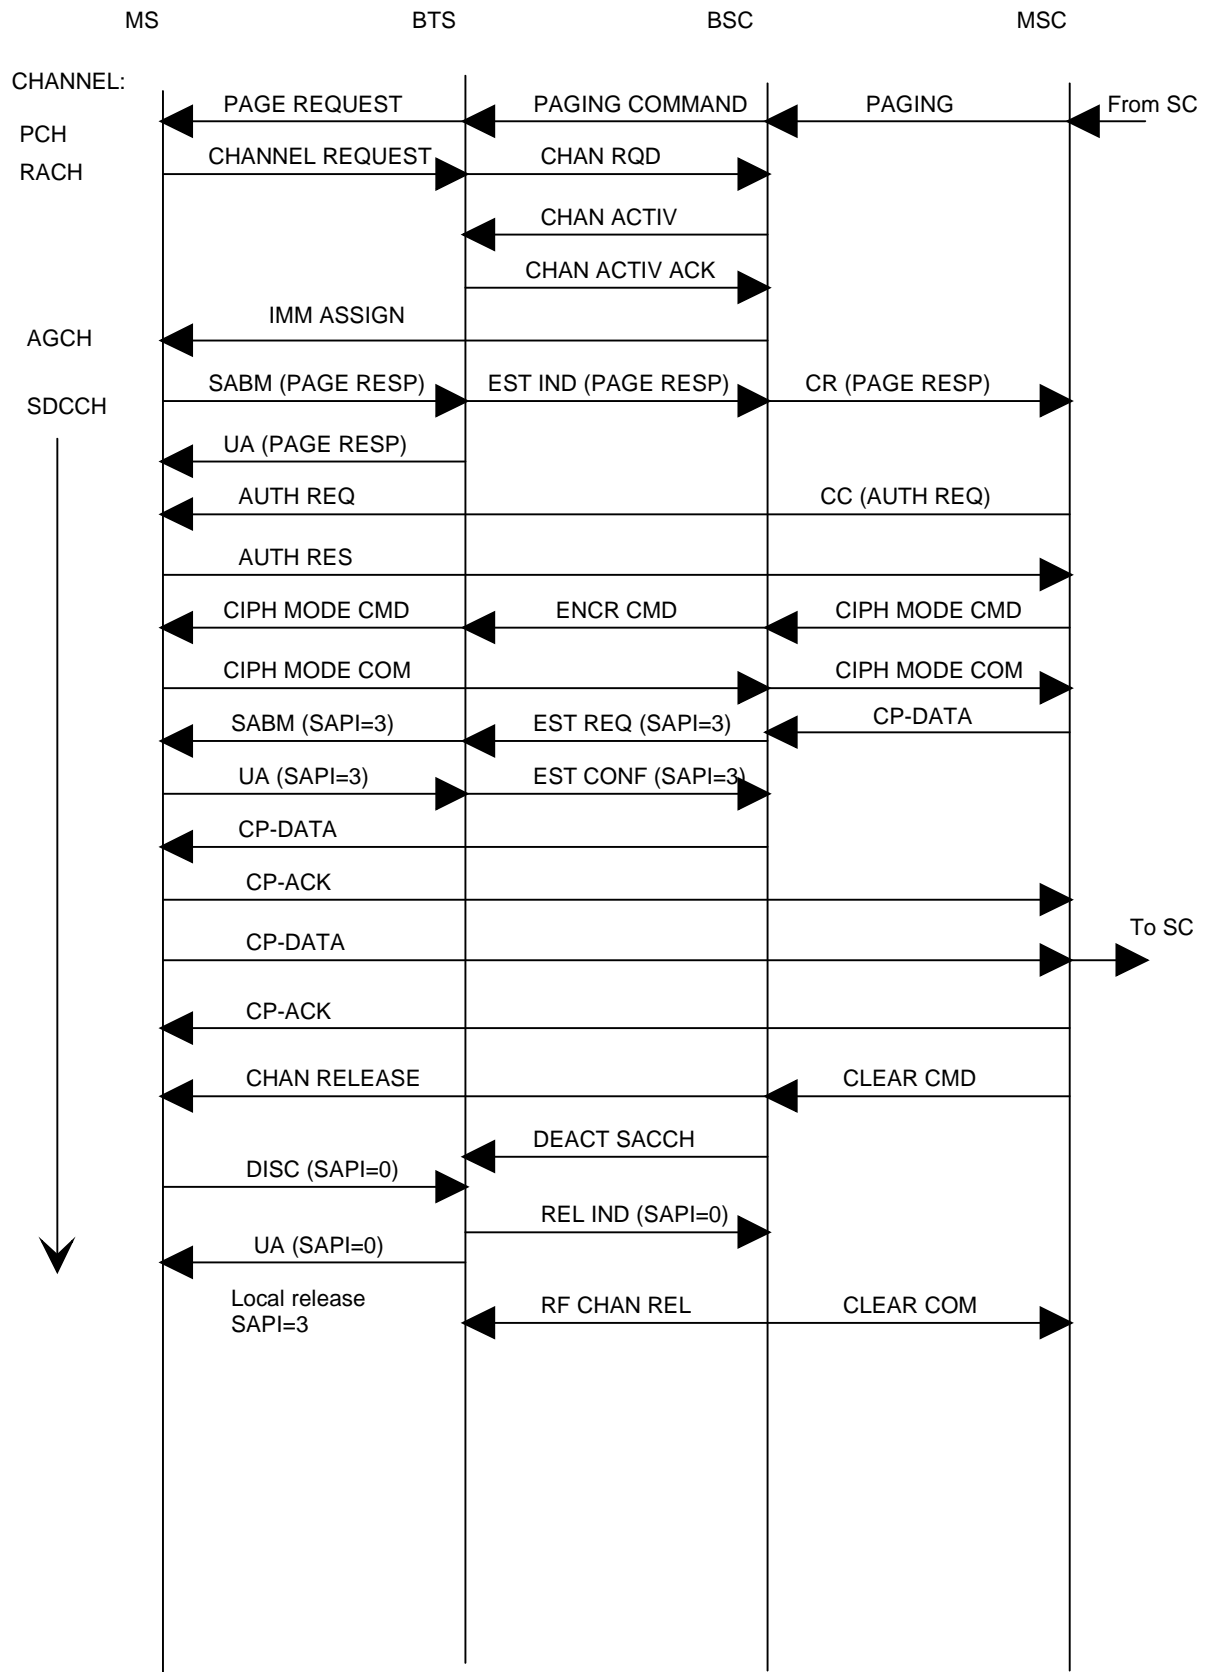 MS BTS BSC MSC
CHANNEL:
PAGE REQUEST PAGING COMMAND PAGING From SC
PCH
CHANNEL REQUEST CHAN RQD
RACH
CHAN ACTIV
CHAN ACTIV ACK
IMM ASSIGN
AGCH
SABM (PAGE RESP) EST IND (PAGE RESP) CR (PAGE RESP)
SDCCH
UA (PAGE RESP)
AUTH REQ CC (AUTH REQ)
AUTH RES
CIPH MODE CMD ENCR CMD CIPH MODE CMD
CIPH MODE COM CIPH MODE COM
CP-DATA
SABM (SAPI=3) EST REQ (SAPI=3)
UA (SAPI=3) EST CONF (SAPI=3)
CP-DATA
CP-ACK
To SC
CP-DATA
CP-ACK
CHAN RELEASE CLEAR CMD
DEACT SACCH
DISC (SAPI=0)
REL IND (SAPI=0)
UA (SAPI=0)
Local release RF CHAN REL CLEAR COM
SAPI=3